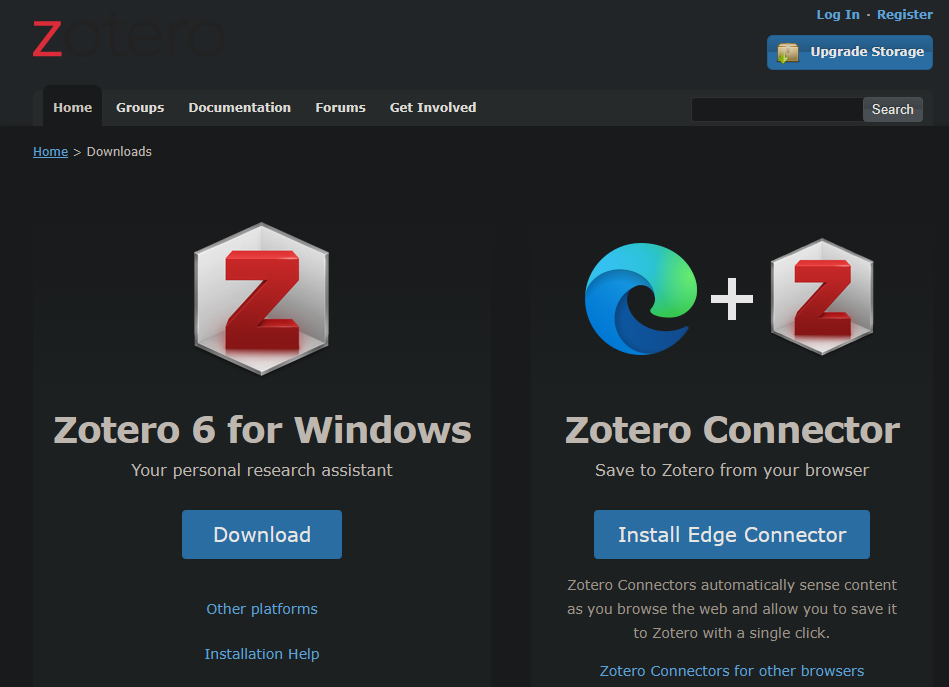 zotero
Log In · Register
Upgrade Storage
Home Groups Documentation Forums Get Involved
Search
Home > Downloads
Zotero 6 for Windows
Your personal research assistant
Download
Other platforms
Installation Help
Zotero Connector
Save to Zotero from your browser
Install Edge Connector
Zotero Connectors automatically sense content
as you browse the web and allow you to save it
to Zotero with a single click.
Zotero Connectors for other browsers